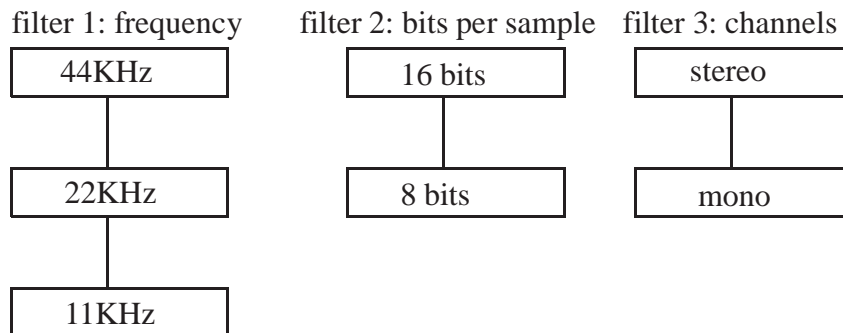 filter 1: frequency
filter 2: bits per sample
filter 3: channels
44KHz
16 bits
stereo
22KHz
8 bits
mono
11KHz